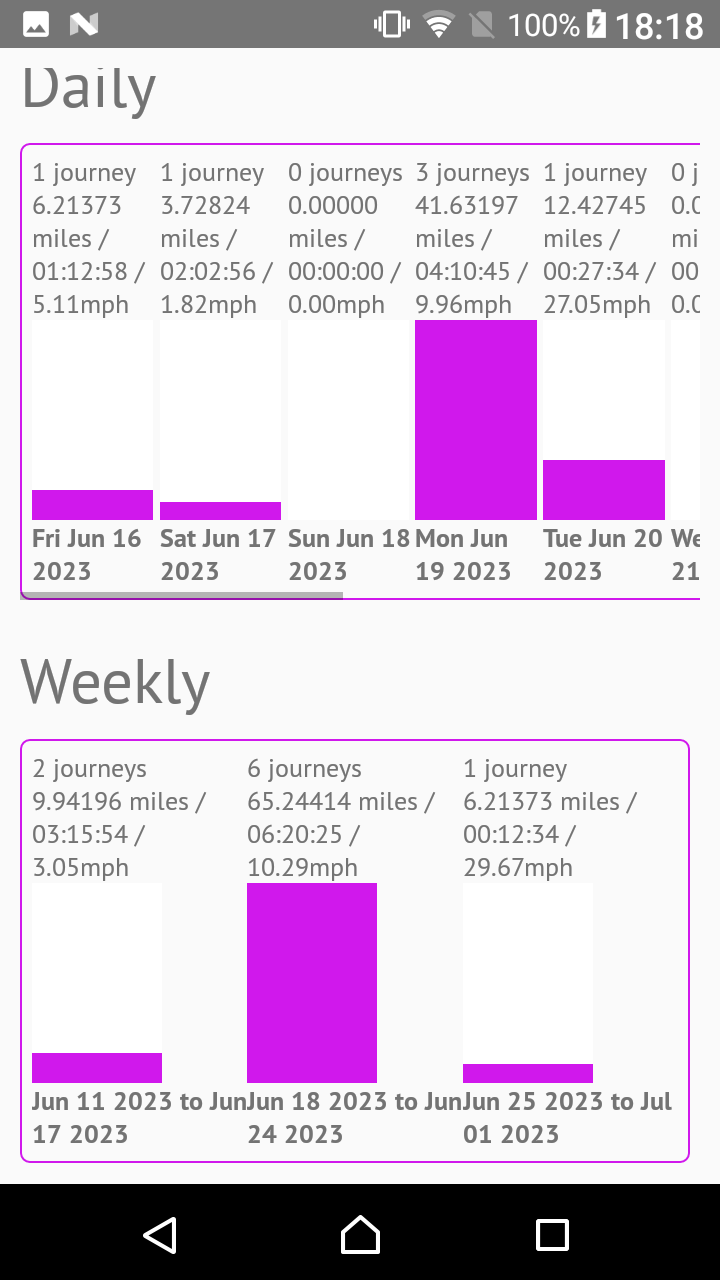 100% 18:18
Daily
1 journey
6.21373
miles /
01:12:58 /
5.11mph
Fri Jun 16
2023
1 journey
3.72824
miles /
02:02:56 /
1.82mph
Sat Jun 17
2023
0 journeys
0.00000
miles /
00:00:00 /
0.00mph
Sun Jun 18
2023
3 journeys
41.63197
miles /
04:10:45 /
9.96mph
Mon Jun
19 2023
1 journey
12.42745
miles /
00:27:34 /
27.05mph
Tue Jun 20
2023
0 j
0.0
mi
00
0.0
We
21
Weekly
2 journeys
9.94196 miles /
03:15:54 /
3.05mph
Jun 11 2023 to Jun
17 2023
6 journeys
65.24414 miles /
06:20:25 /
10.29mph
Jun 18 2023 to Jun
24 2023
1 journey
6.21373 miles /
00:12:34 /
29.67mph
Jun 25 2023 to Jul
01 2023